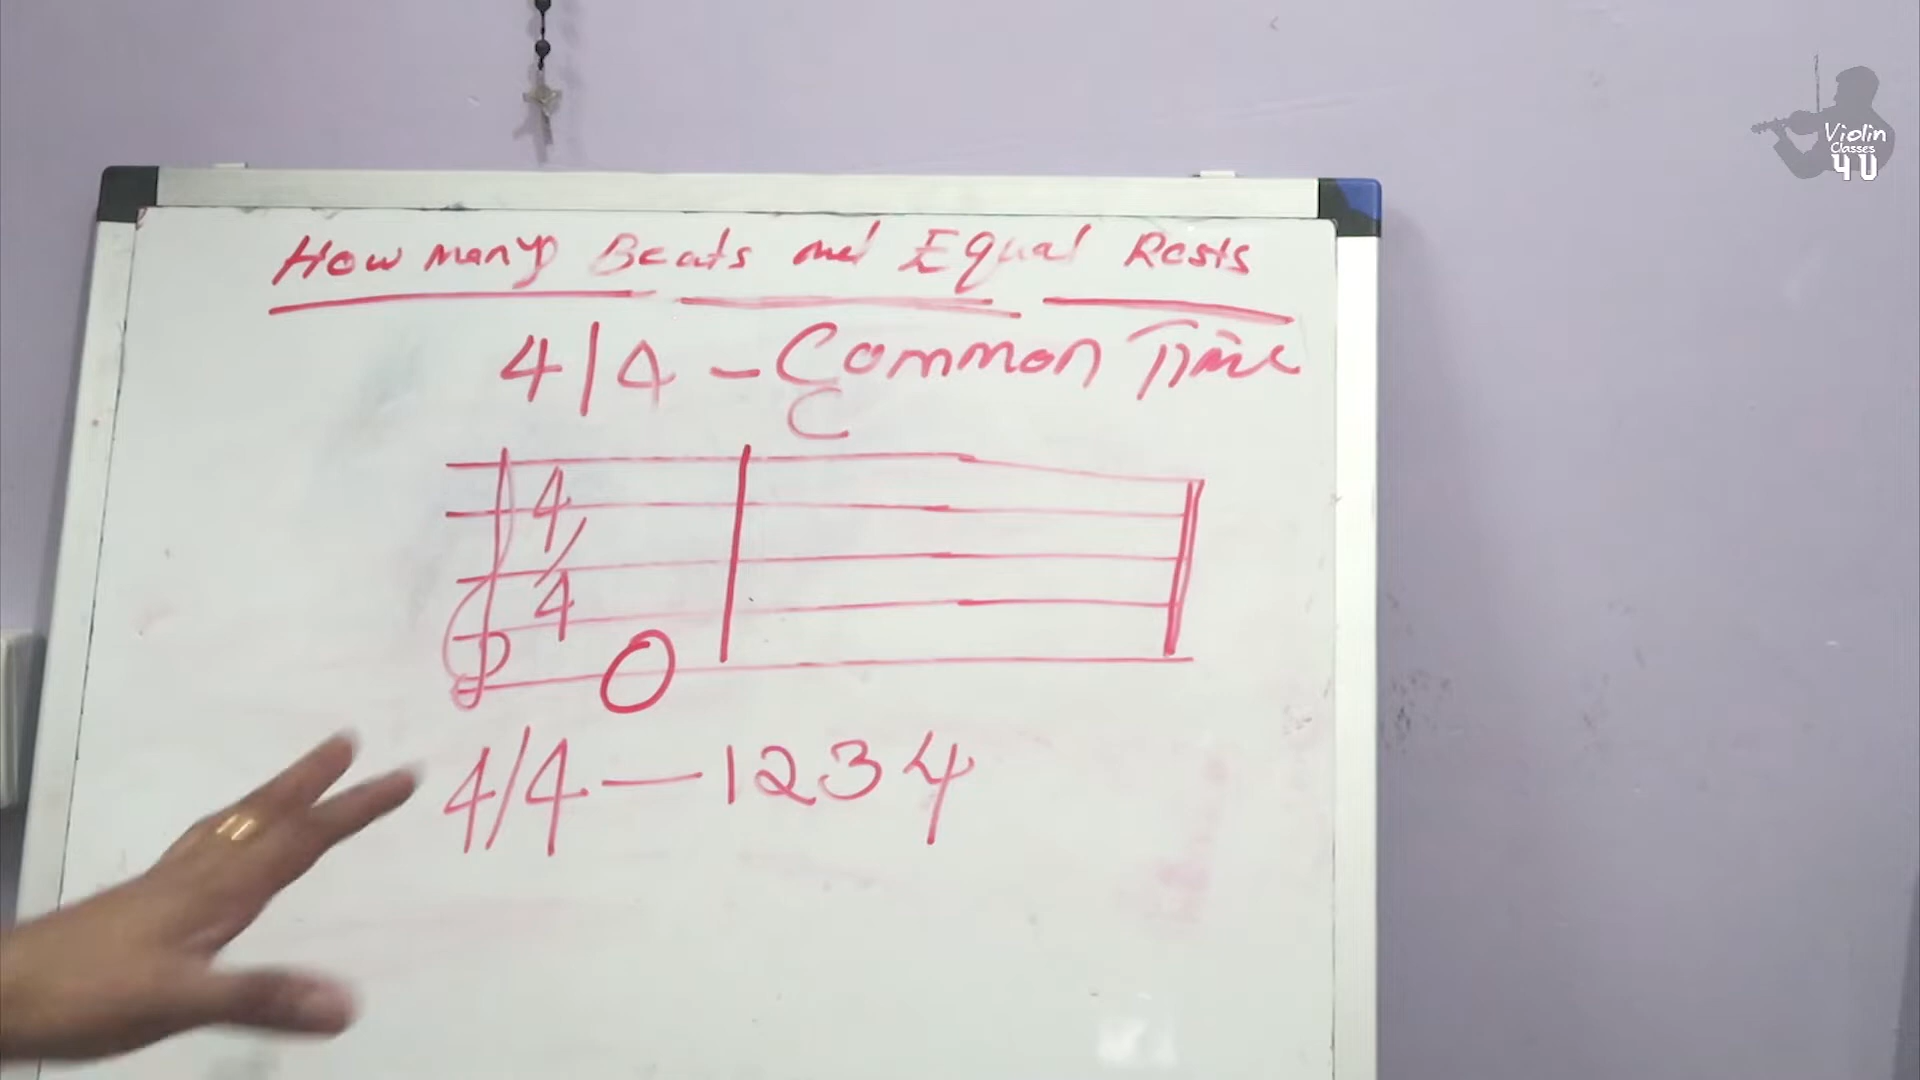 How many Beats and Equal Rests
4/4 - Common Time
C
4/4
4/4 — 1 2 3 4
Violin
Classes
4 U